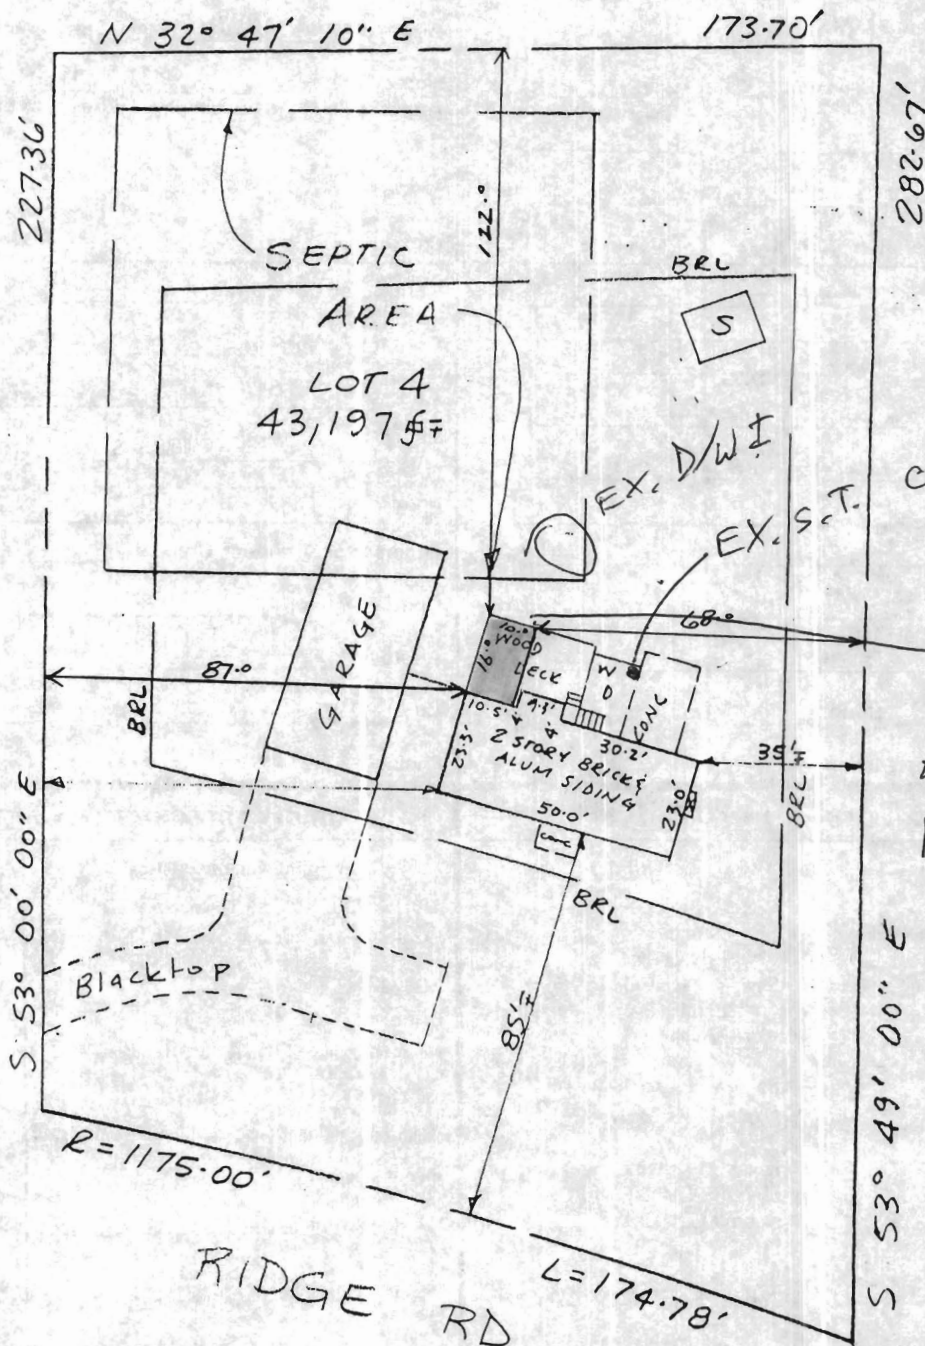 N 32° 47' 10" E
173.70'
227.36'
282.67'
122.0
SEPTIC
AREA
BRL
S
LOT 4
43,197
EX. D/W I
EX. S.T.
C
GARAGE
10.0
WOOD
DECK
16.0
W
D
CONC
68.0
87.0
BRL
10.5'
4
9.5'
4'
30.2'
2 STORY BRICK &
ALUM SIDING
23.5'
23.0'
50.0'
CONC
35'±
BRL
BRL
S 53° 00' 00" E
S 53° 49' 00" E
Blacktop
85'±
R=1175.00'
L=174.78'
RIDGE RD